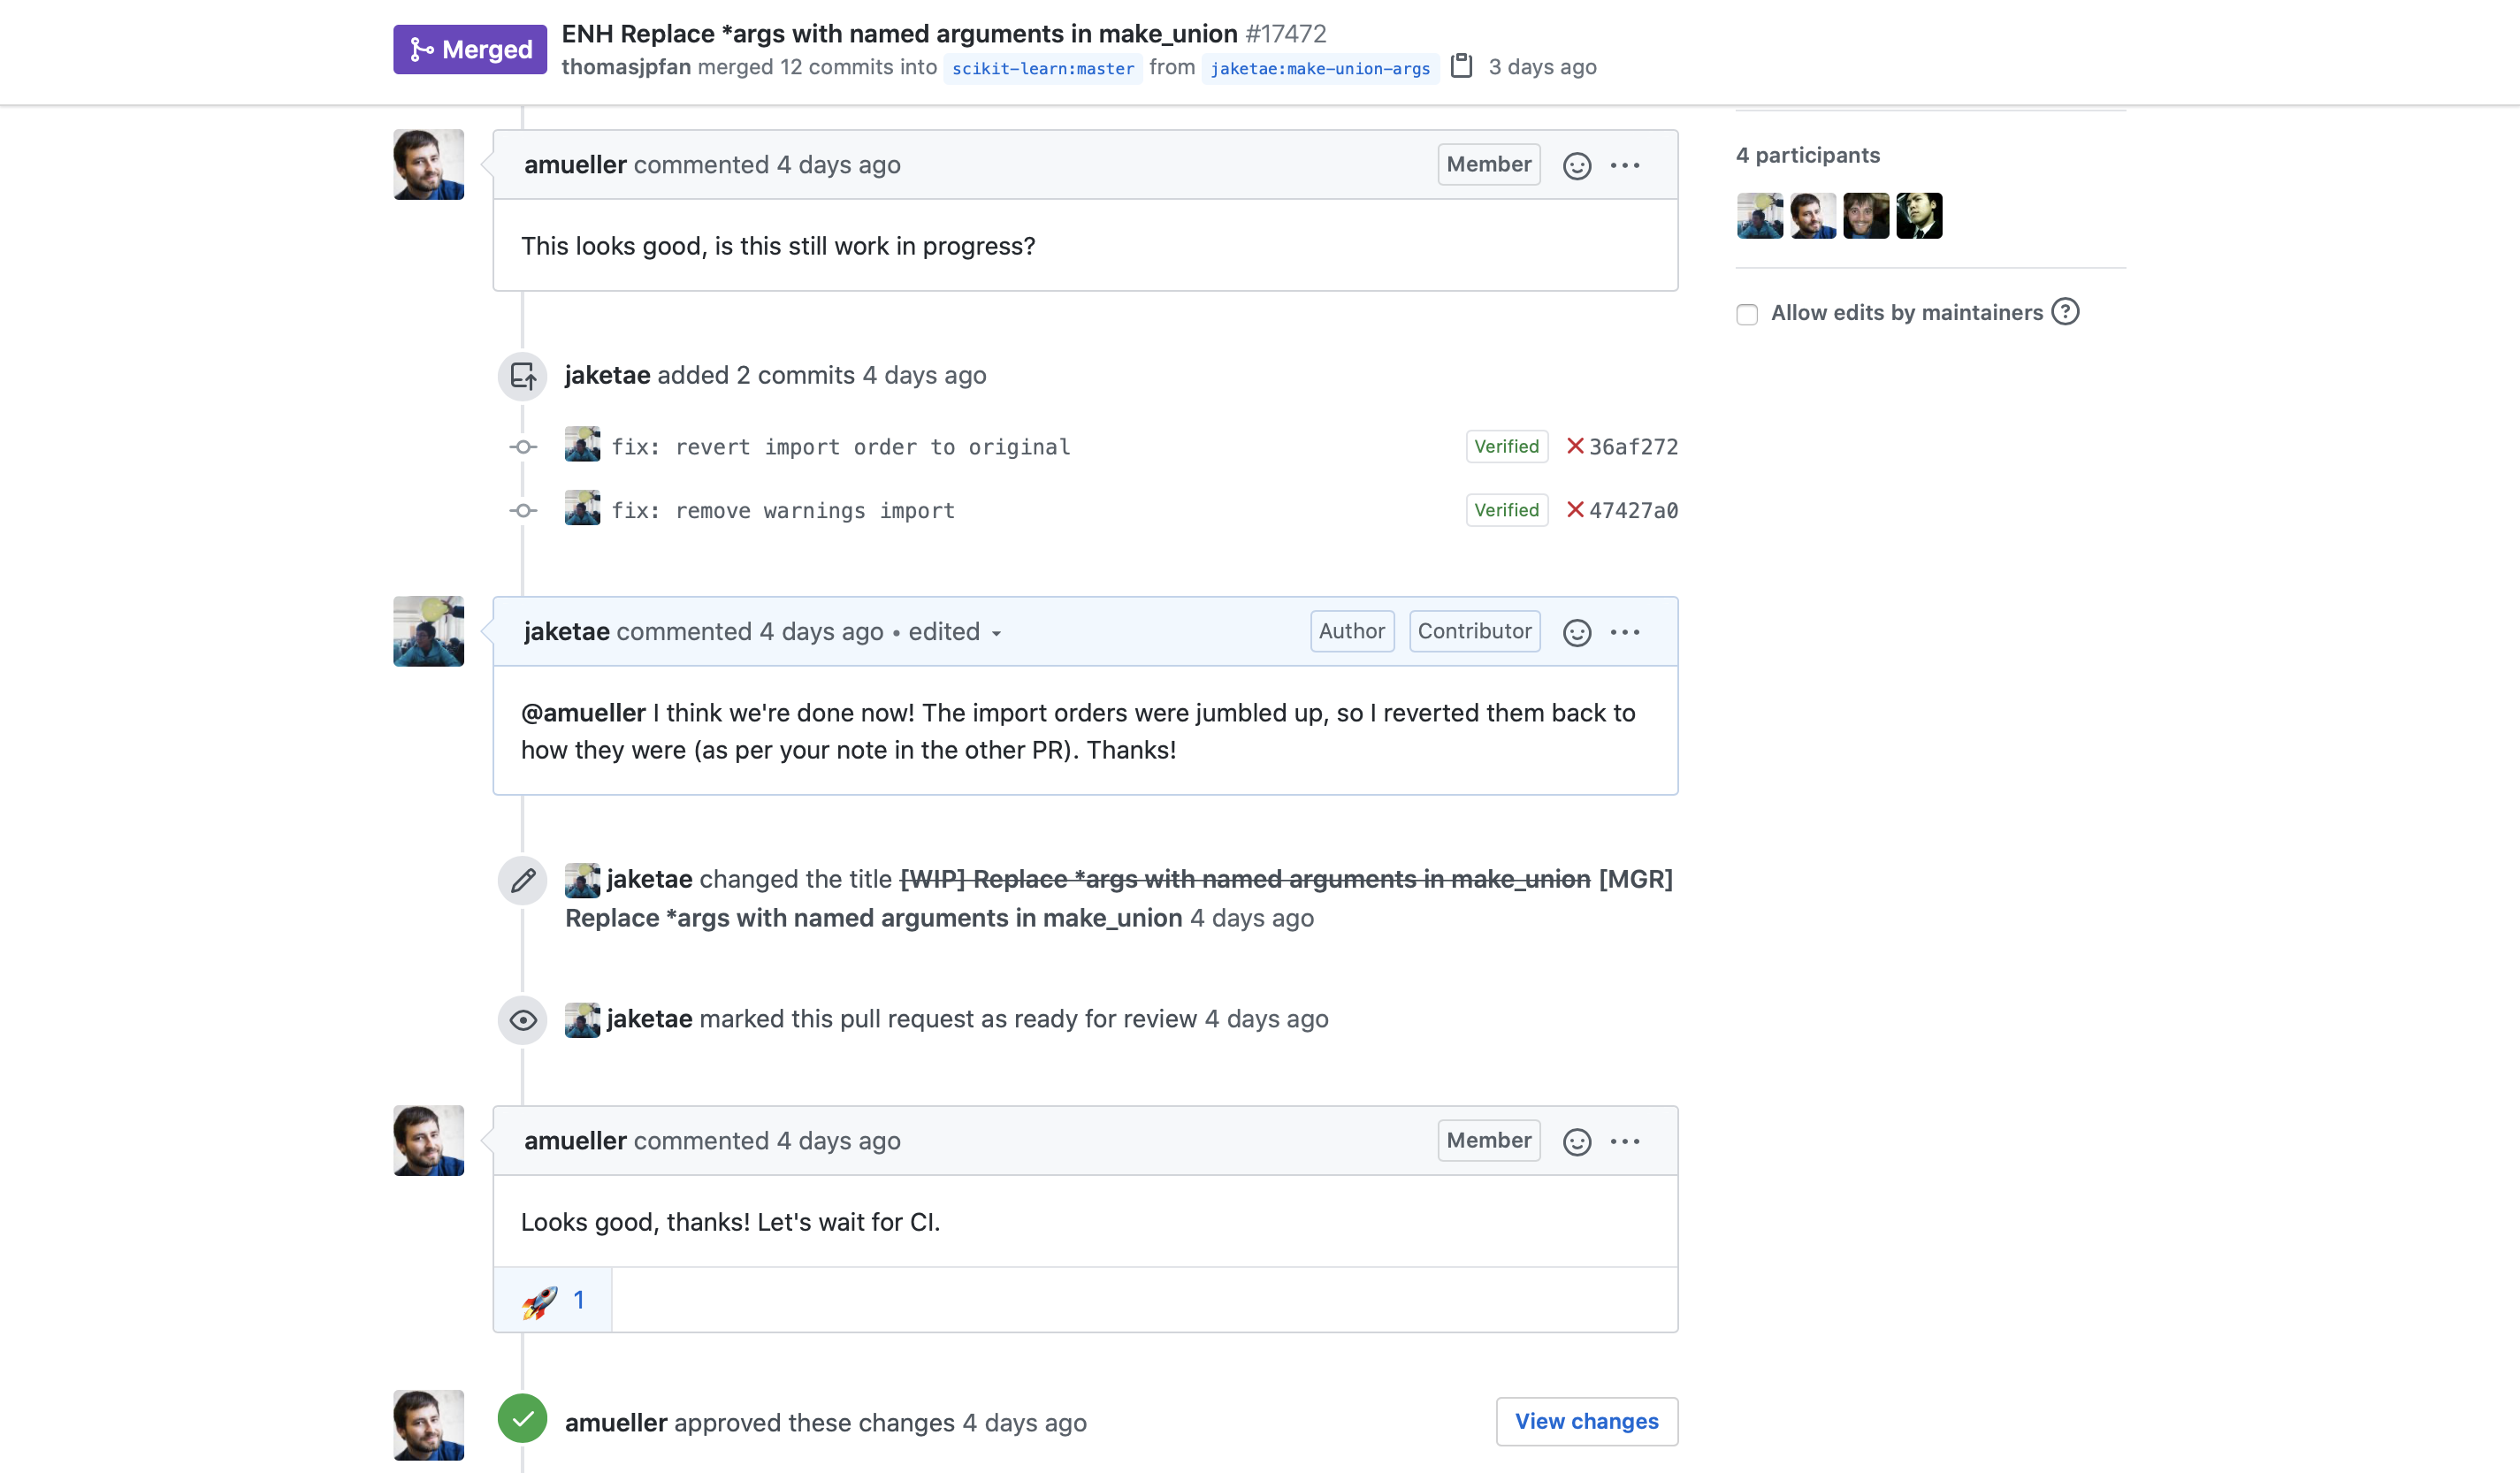 Merged
ENH Replace *args with named arguments in make_union #17472
thomasjpfan merged 12 commits into scikit-learn:master from jaketae:make-union-args 3 days ago
amueller commented 4 days ago
Member
This looks good, is this still work in progress?
4 participants
Allow edits by maintainers
jaketae added 2 commits 4 days ago
fix: revert import order to original
Verified
36af272
fix: remove warnings import
Verified
47427a0
jaketae commented 4 days ago • edited
Author
Contributor
@amueller I think we're done now! The import orders were jumbled up, so I reverted them back to
how they were (as per your note in the other PR). Thanks!
jaketae changed the title [WIP] Replace *args with named arguments in make_union [MGR]
Replace *args with named arguments in make_union 4 days ago
jaketae marked this pull request as ready for review 4 days ago
amueller commented 4 days ago
Member
Looks good, thanks! Let's wait for CI.
1
amueller approved these changes 4 days ago
View changes